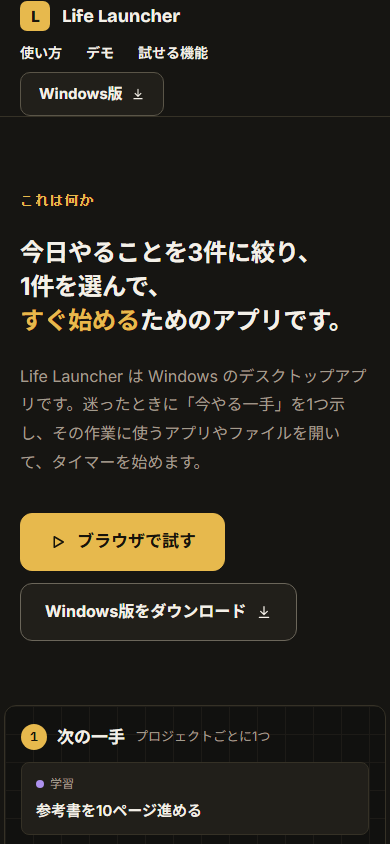 L Life Launcher
使い方 デモ 試せる機能
Windows版
これは何か
今日やることを3件に絞り、
1件を選んで、
すぐ始めるためのアプリです。
Life Launcher は Windows のデスクトップアプ
リです。迷ったときに「今やる一手」を1つ示
し、その作業に使うアプリやファイルを開い
て、タイマーを始めます。
ブラウザで試す
Windows版をダウンロード
1 次の一手 プロジェクトごとに1つ
学習
参考書を10ページ進める